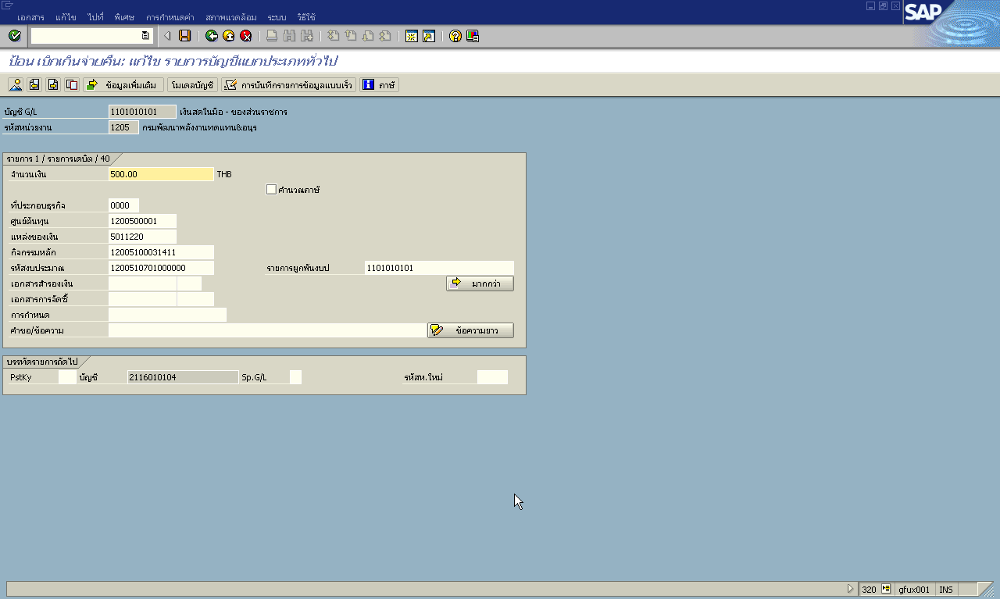 เอกสาร แก้ไข ไปที่ พิเศษ การกำหนดค่า สภาพแวดล้อม ระบบ วิธีใช้
SAP
ป้อน เบิกเกินจ่ายคืน: แก้ไข รายการบัญชีแยกประเภททั่วไป
ข้อมูลเพิ่มเติม โมเดลบัญชี การบันทึกรายการข้อมูลแบบเร็ว ภาษี
บัญชี G/L 1101010101 เงินสดในมือ - ของส่วนราชการ
รหัสหน่วยงาน 1205 กรมพัฒนาพลังงานทดแทน&อนุร
รายการ 1 / รายการเดบิต / 40
จำนวนเงิน 500.00 THB
คำนวณภาษี
ที่ประกอบธุรกิจ 0000
ศูนย์ต้นทุน 1200500001
แหล่งของเงิน 5011220
กิจกรรมหลัก 12005100031411
รหัสงบประมาณ 1200510701000000 รายการผูกพันงบป 1101010101
เอกสารสำรองเงิน มากกว่า
เอกสารการจัดซื้
การกำหนด
คำขอ/ข้อความ ข้อความยาว
บรรทัดรายการถัดไป
PstKy บัญชี 2116010104 Sp.G/L รหัสห.ใหม่
320 gfux001 INS